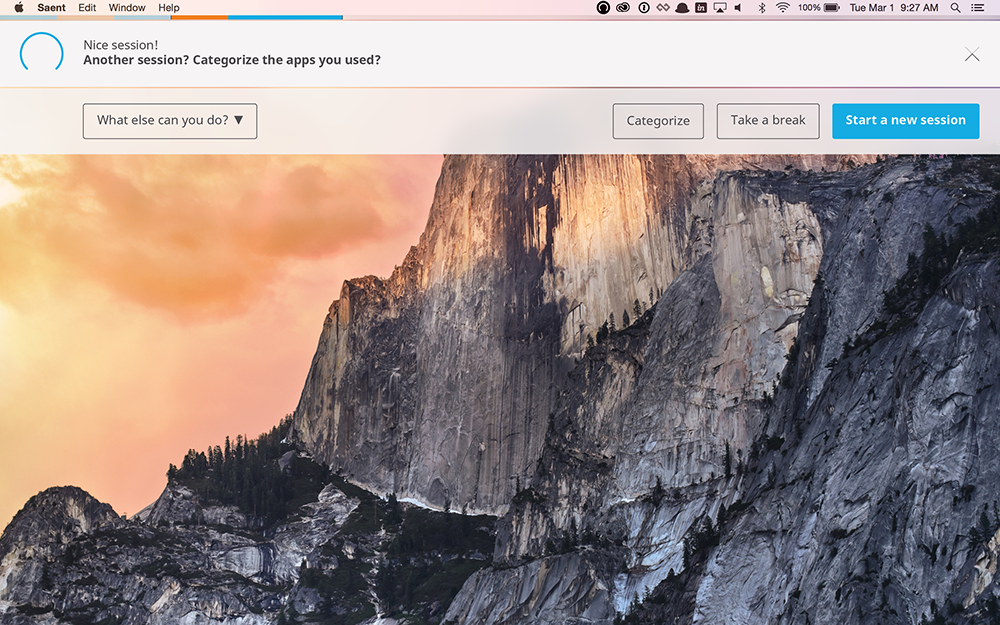 Saent Edit Window Help in 100% Tue Mar 1 9:27 AM
Nice session!
Another session? Categorize the apps you used?
What else can you do? ▼ Categorize Take a break Start a new session